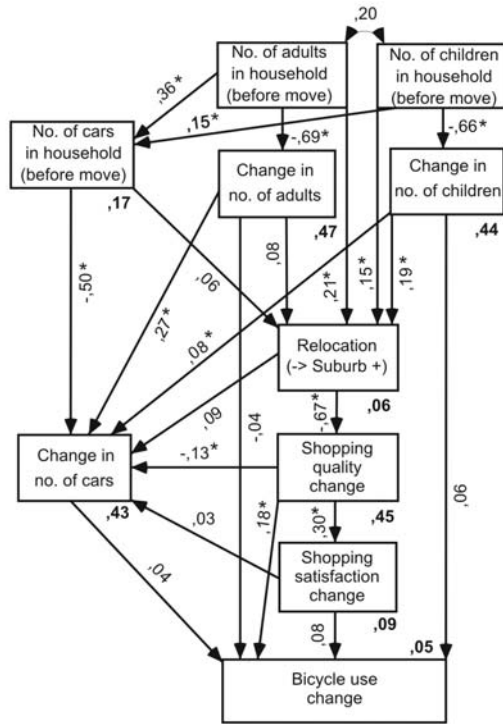 ,20
No. of adults
in household
(before move)
No. of children
in household
(before move)
,36*
,15*
No. of cars
in household
(before move)
-,69*
-,66*
Change in
no. of adults
Change in
no. of children
,17
,47
,44
,08
-,50*
,06
,21*
,15*
,19*
,27*
,08*
Relocation
(-> Suburb +)
,06
,09
-,04
-,67*
Change in
no. of cars
-,13*
Shopping
quality
change
,06
,43
,45
,03
,18*
,30*
Shopping
satisfaction
change
,04
,09
,08
,05
Bicycle use
change